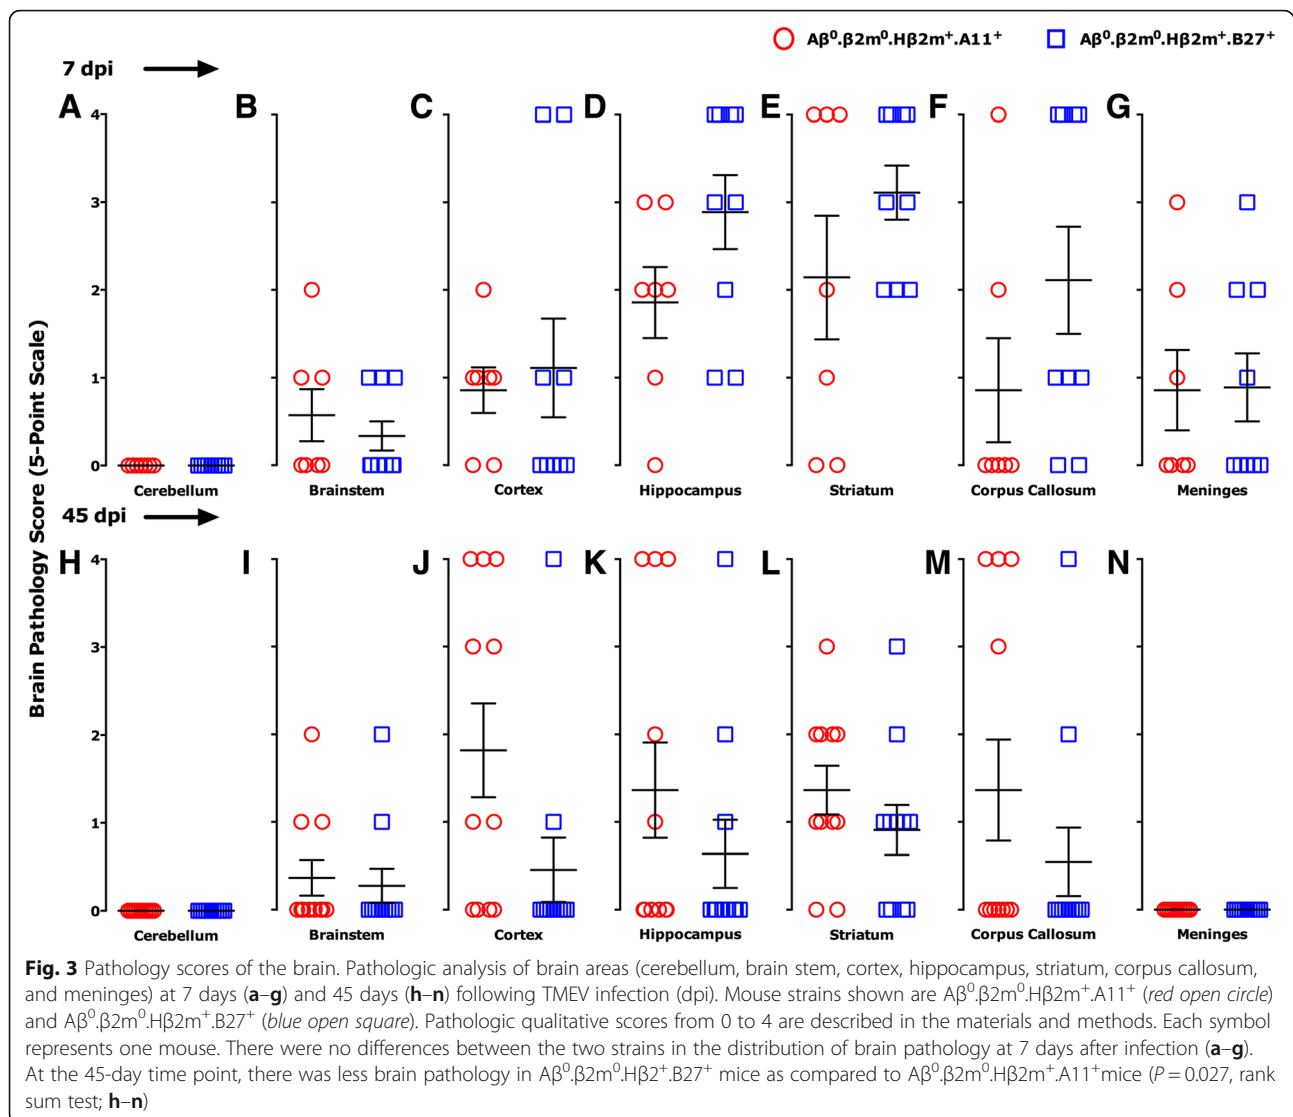 Aβ⁰.β2m⁰.Hβ2m⁺.A11⁺ Aβ⁰.β2m⁰.Hβ2m⁺.B27⁺
7 dpi
A B C D E F G
Brain Pathology Score (5-Point Scale)
4
3
2
1
0
Cerebellum Brainstem Cortex Hippocampus Striatum Corpus Callosum Meninges
45 dpi
H I J K L M N
4
3
2
1
0
Cerebellum Brainstem Cortex Hippocampus Striatum Corpus Callosum Meninges
Fig. 3 Pathology scores of the brain. Pathologic analysis of brain areas (cerebellum, brain stem, cortex, hippocampus, striatum, corpus callosum,
and meninges) at 7 days (a–g) and 45 days (h–n) following TMEV infection (dpi). Mouse strains shown are Aβ⁰.β2m⁰.Hβ2m⁺.A11⁺ (red open circle)
and Aβ⁰.β2m⁰.Hβ2m⁺.B27⁺ (blue open square). Pathologic qualitative scores from 0 to 4 are described in the materials and methods. Each symbol
represents one mouse. There were no differences between the two strains in the distribution of brain pathology at 7 days after infection (a–g).
At the 45-day time point, there was less brain pathology in Aβ⁰.β2m⁰.Hβ2⁺.B27⁺ mice as compared to Aβ⁰.β2m⁰.Hβ2m⁺.A11⁺mice (P = 0.027, rank
sum test; h–n)